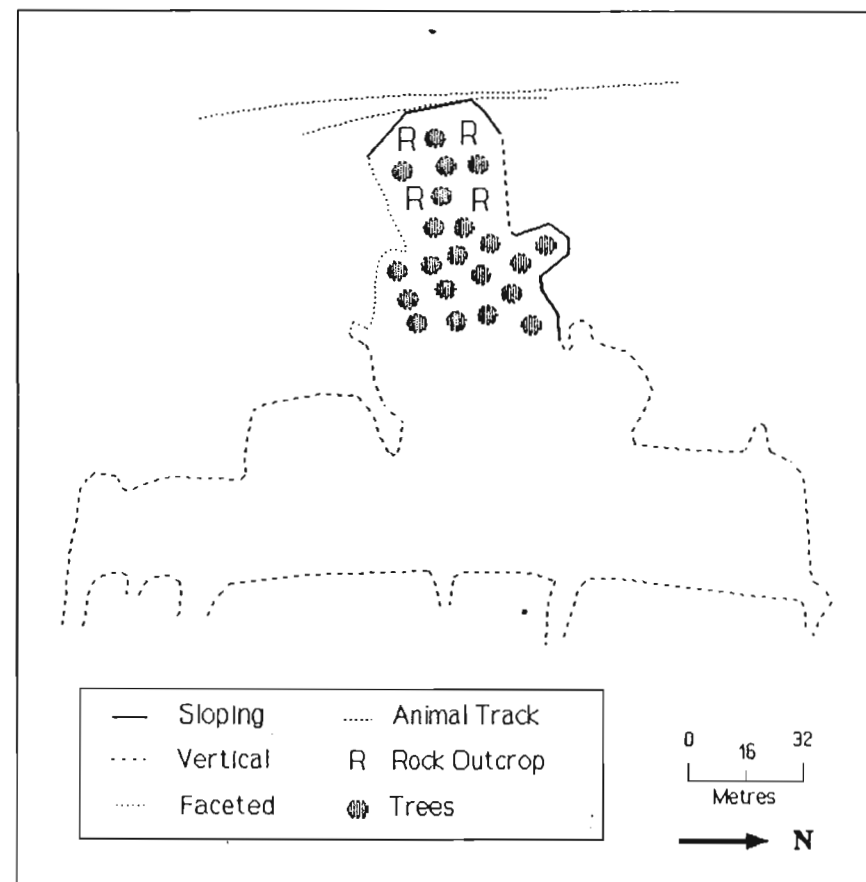 R R
R R
Sloping Animal Track
Vertical R Rock Outcrop
Faceted Trees
0 16 32
Metres
N